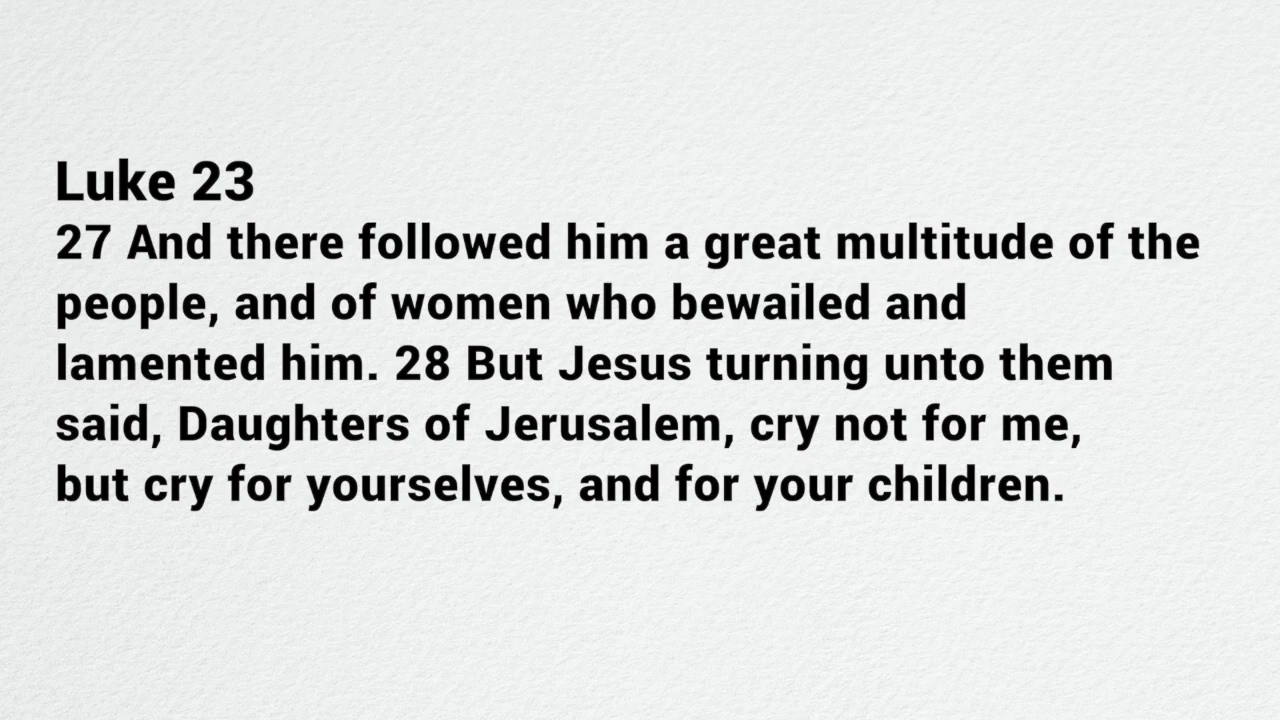 Luke 23
27 And there followed him a great multitude of the
people, and of women who bewailed and
lamented him. 28 But Jesus turning unto them
said, Daughters of Jerusalem, cry not for me,
but cry for yourselves, and for your children.